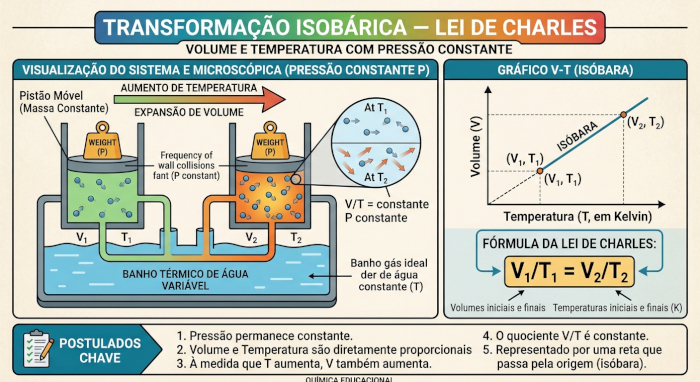 TRANSFORMAÇÃO ISOBÁRICA — LEI DE CHARLES
VOLUME E TEMPERATURA COM PRESSÃO CONSTANTE
VISUALIZAÇÃO DO SISTEMA E MICROSCÓPICA (PRESSÃO CONSTANTE P)
Pistão Móvel
(Massa Constante)
AUMENTO DE TEMPERATURA
EXPANSÃO DE VOLUME
WEIGHT
(P)
Frequency of
wall collisions
fant (P constant)
WEIGHT
(P)
At T₁
At T₂
V/T = constante
P constante
V₁
T₁
V₂
T₂
BANHO TÉRMICO DE ÁGUA
VARIÁVEL
Banho gás ideal
der de água
constante (T)
GRÁFICO V-T (ISÓBARA)
Volume (V)
ISÓBARA
(V₂, T₂)
(V₁, T₁)
(V₁, T₁)
Temperatura (T, em Kelvin)
FÓRMULA DA LEI DE CHARLES:
V₁/T₁ = V₂/T₂
Volumes iniciais e finais
Temperaturas iniciais e finais (K)
POSTULADOS
CHAVE
1. Pressão permanece constante.
2. Volume e Temperatura são diretamente proporcionais
3. À medida que T aumenta, V também aumenta.
4. O quociente V/T é constante.
5. Representado por uma reta que
passa pela origem (isóbara).
QUÍMICA EDUCACIONAL